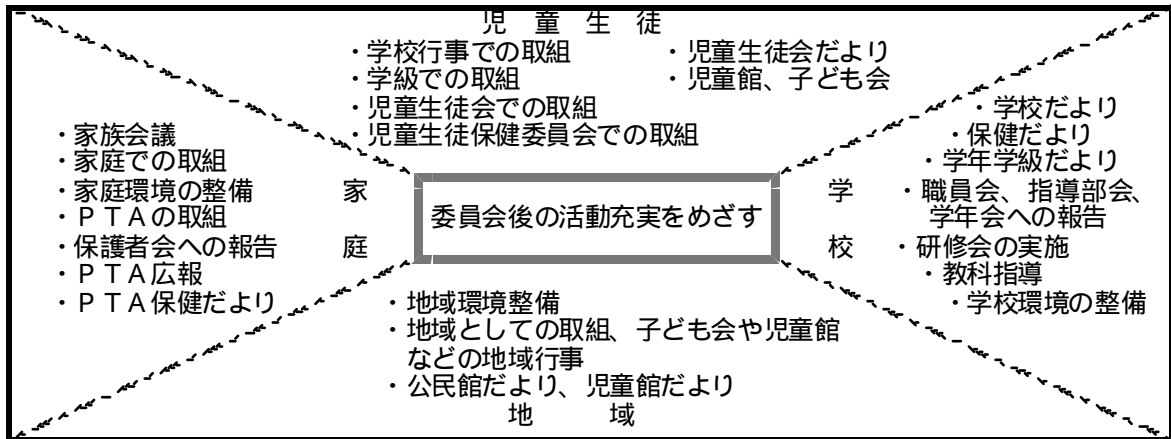 児 童 生 徒
・学校行事での取組 ・児童生徒会だより
・学級での取組 ・児童館、子ども会
・児童生徒会での取組
・児童生徒保健委員会での取組
・家族会議
・家庭での取組
・家庭環境の整備
・ＰＴＡの取組
・保護者会への報告
・ＰＴＡ広報
・ＰＴＡ保健だより
家
庭
委員会後の活動充実をめざす
学
校
・学校だより
・保健だより
・学年学級だより
・職員会、指導部会、
学年会への報告
・研修会の実施
・教科指導
・学校環境の整備
・地域環境整備
・地域としての取組、子ども会や児童館
などの地域行事
・公民館だより、児童館だより
地 域